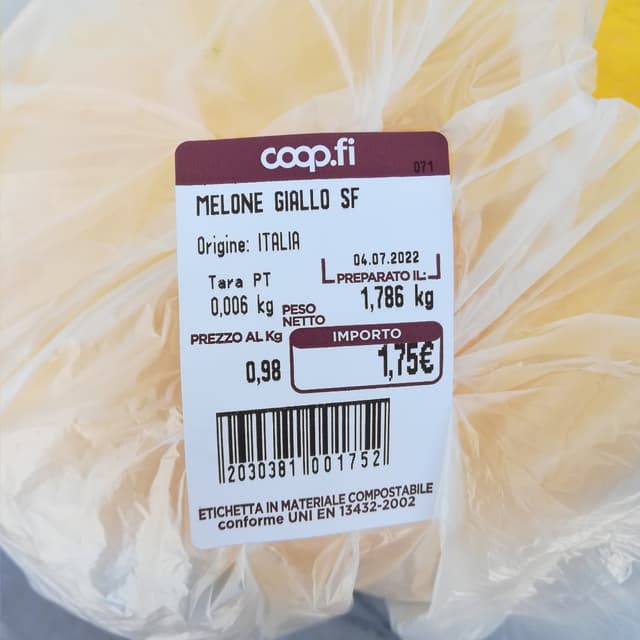 coop.fi
071
MELONE GIALLO SF
Origine: ITALIA
04.07.2022
PREPARATO IL:
Tara PT
0,006 kg
PESO
NETTO
1,786 kg
PREZZO AL Kg
0,98
IMPORTO
1,75€
2030381 001752
ETICHETTA IN MATERIALE COMPOSTABILE
conforme UNI EN 13432-2002